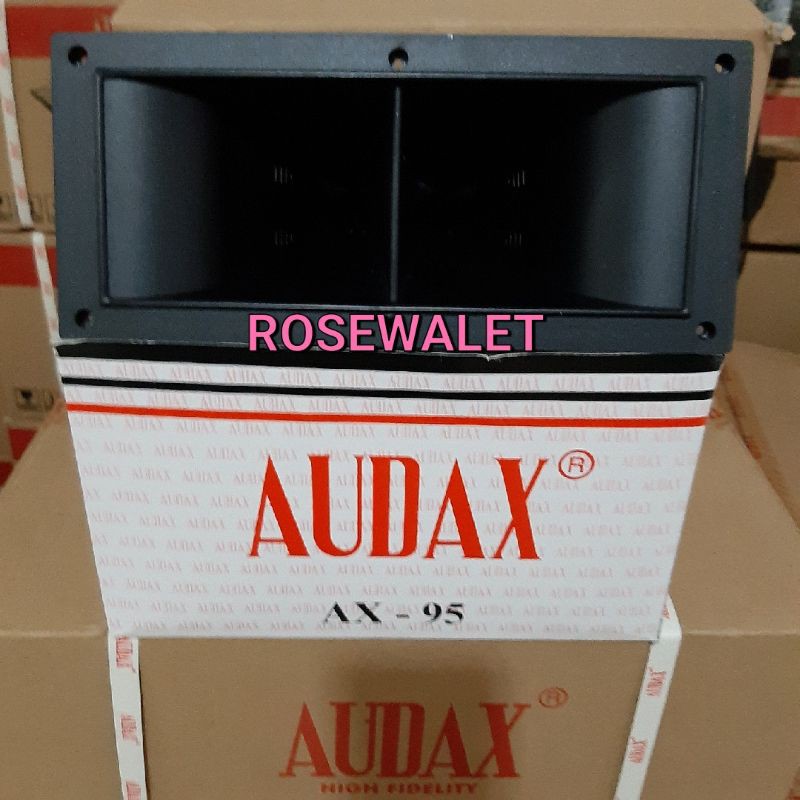 ROSEWALET
AUDAX®
AX - 95
AUDAX®
HIGH FIDELITY